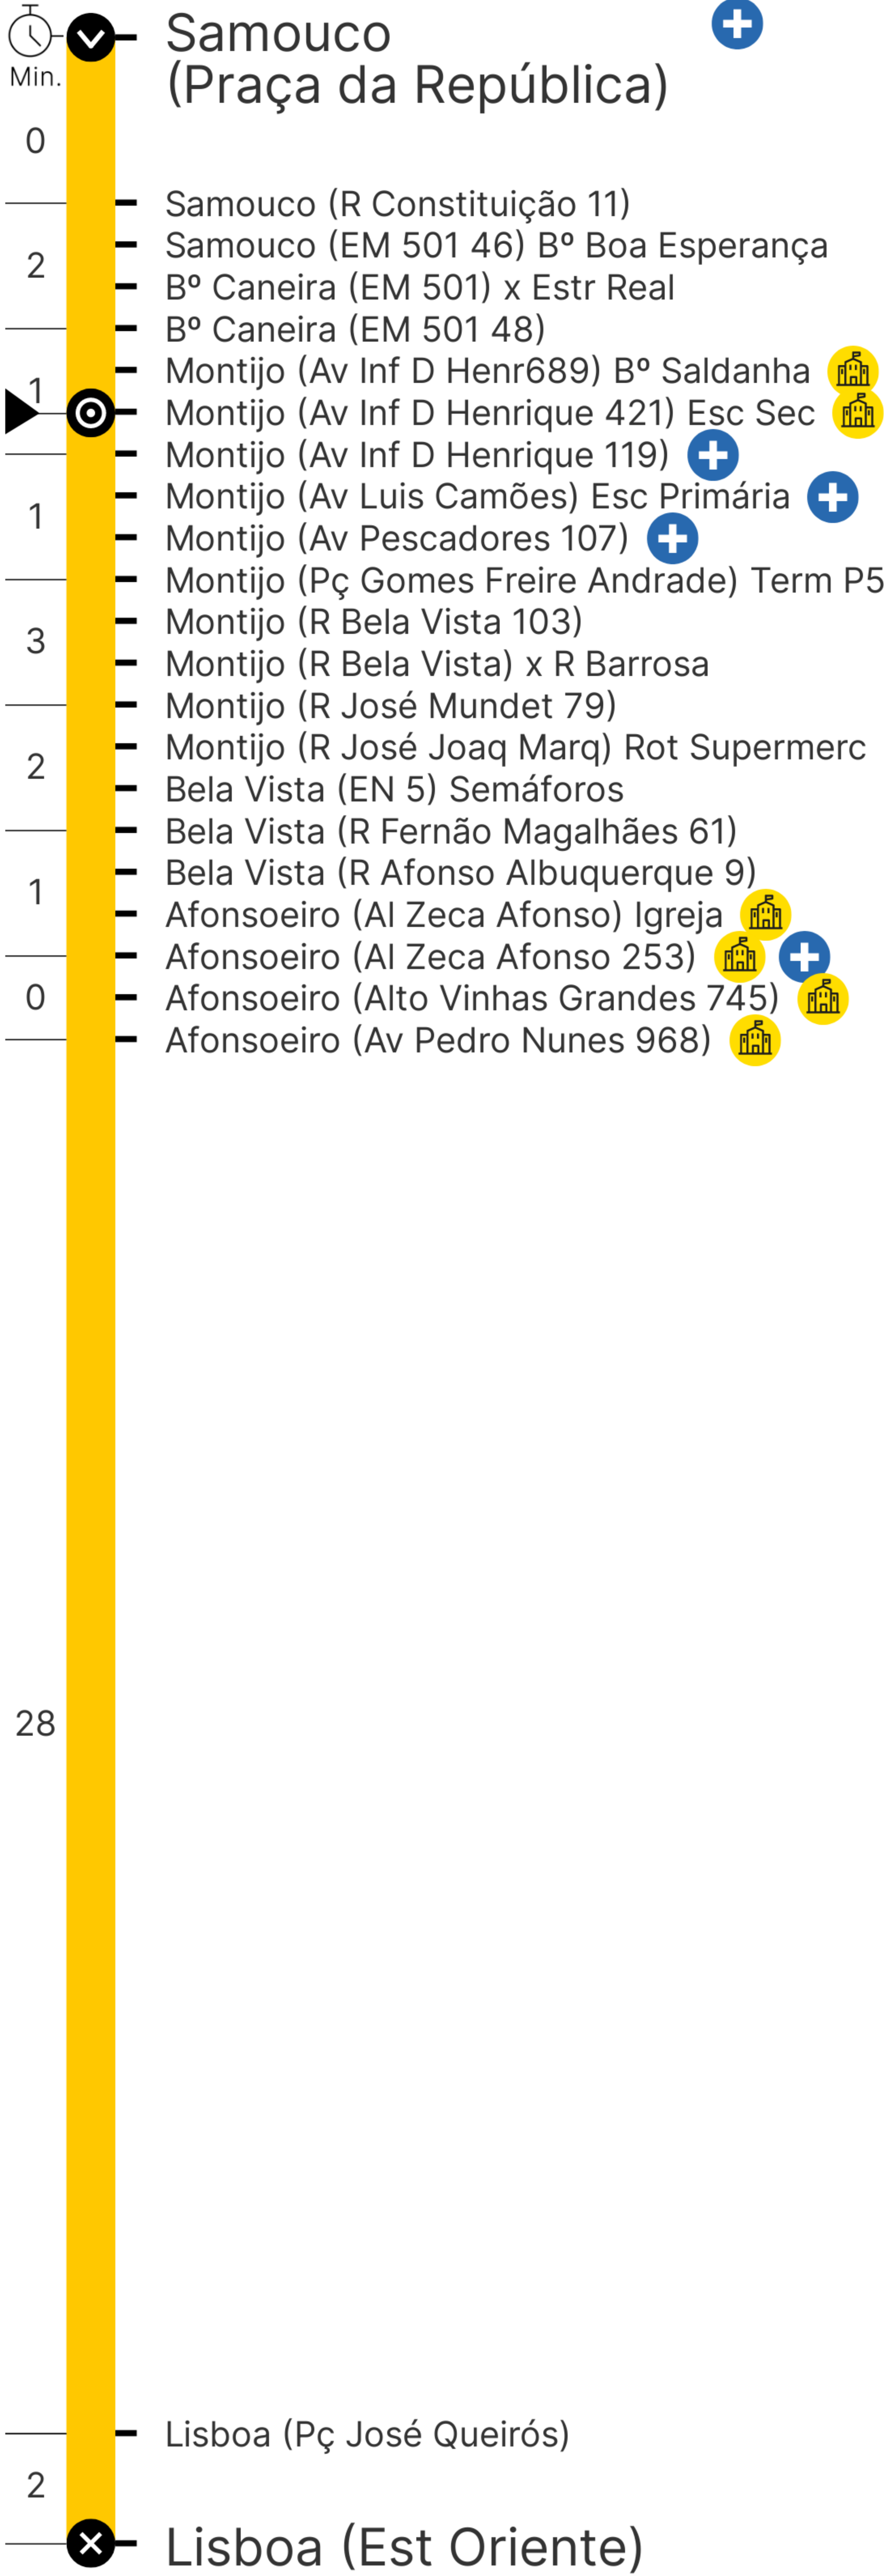 Samouco
(Praça da República)
Min.
0
Samouco (R Constituição 11)
Samouco (EM 501 46) Bº Boa Esperança
2
Bº Caneira (EM 501) x Estr Real
Bº Caneira (EM 501 48)
Montijo (Av Inf D Henr689) Bº Saldanha
1
Montijo (Av Inf D Henrique 421) Esc Sec
Montijo (Av Inf D Henrique 119)
Montijo (Av Luis Camões) Esc Primária
1
Montijo (Av Pescadores 107)
Montijo (Pç Gomes Freire Andrade) Term P5
Montijo (R Bela Vista 103)
3
Montijo (R Bela Vista) x R Barrosa
Montijo (R José Mundet 79)
Montijo (R José Joaq Marq) Rot Supermerc
2
Bela Vista (EN 5) Semáforos
Bela Vista (R Fernão Magalhães 61)
Bela Vista (R Afonso Albuquerque 9)
1
Afonsoeiro (Al Zeca Afonso) Igreja
Afonsoeiro (Al Zeca Afonso 253)
0
Afonsoeiro (Alto Vinhas Grandes 745)
Afonsoeiro (Av Pedro Nunes 968)
28
Lisboa (Pç José Queirós)
2
Lisboa (Est Oriente)